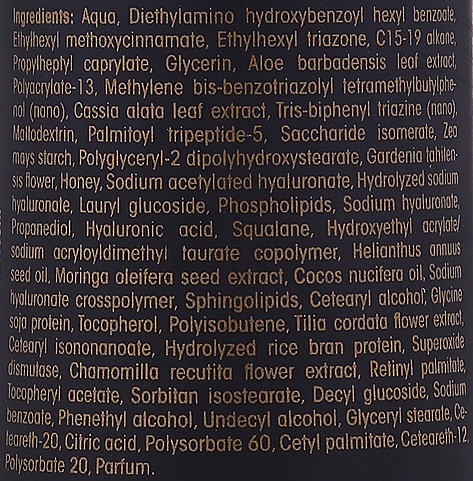 Ingredients: Aqua, Diethylamino hydroxybenzoyl hexyl benzoate,
Ethylhexyl methoxycinnamate, Ethylhexyl triazone, C15-19 alkane,
Propylheptyl caprylate, Glycerin, Aloe barbadensis leaf extract,
Polyacrylate-13, Methylene bis-benzotriazolyl tetramethylbutylphe-
nol (nano), Cassia alata leaf extract, Tris-biphenyl triazine (nano),
Maltodextrin, Palmitoyl tripeptide-5, Saccharide isomerate, Zea
mays starch, Polyglyceryl-2 dipolyhydroxystearate, Gardenia tahiten-
sis flower, Honey, Sodium acetylated hyaluronate, Hydrolyzed sodium
hyaluronate, Lauryl glucoside, Phospholipids, Sodium hyaluronate,
Propanediol, Hyaluronic acid, Squalane, Hydroxyethyl acrylate/
sodium acryloyldimethyl taurate copolymer, Helianthus annuus
seed oil, Moringa oleifera seed extract, Cocos nucifera oil, Sodium
hyaluronate crosspolymer, Sphingolipids, Cetearyl alcohol, Glycine
soja protein, Tocopherol, Polyisobutene, Tilia cordata flower extract,
Cetearyl isononanoate, Hydrolyzed rice bran protein, Superoxide
dismutase, Chamomilla recutita flower extract, Retinyl palmitate,
Tocopheryl acetate, Sorbitan isostearate, Decyl glucoside, Sodium
benzoate, Phenethyl alcohol, Undecyl alcohol, Glyceryl stearate, Ce-
teareth-20, Citric acid, Polysorbate 60, Cetyl palmitate, Ceteareth-12,
Polysorbate 20, Parfum.